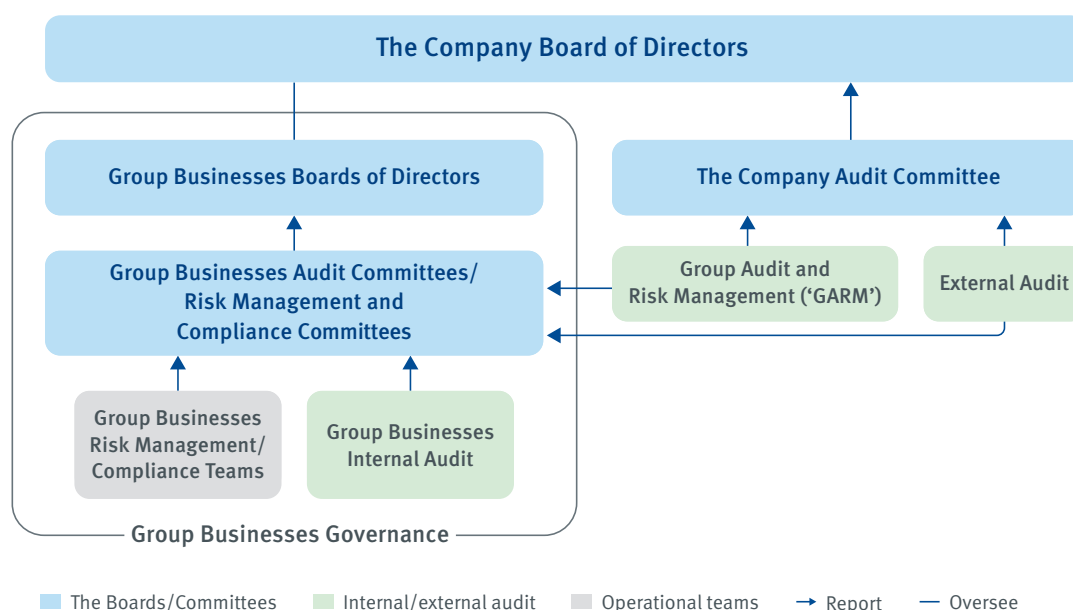 The Company Board of Directors
Group Businesses Boards of Directors
The Company Audit Committee
Group Businesses Audit Committees/
Risk Management and
Compliance Committees
Group Audit and
Risk Management (‘GARM’)
External Audit
Group Businesses
Risk Management/
Compliance Teams
Group Businesses
Internal Audit
Group Businesses Governance
The Boards/Committees
Internal/external audit
Operational teams
Report
Oversee